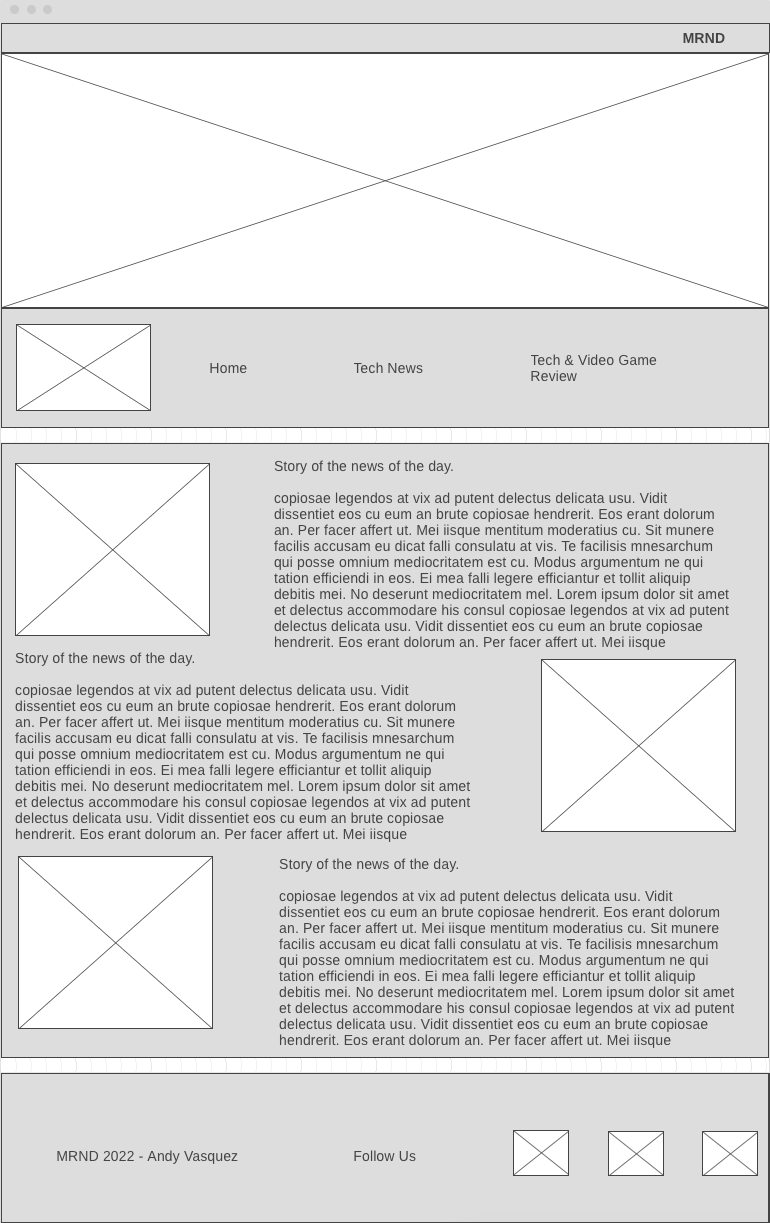 MRND
Home
Tech News
Tech & Video Game
Review
Story of the news of the day.
copiosae legendos at vix ad putent delectus delicata usu. Vidit
dissentiet eos cu eum an brute copiosae hendrerit. Eos erant dolorum
an. Per facer affert ut. Mei iisque mentitum moderatius cu. Sit munere
facilis accusam eu dicat falli consulatu at vis. Te facilisis mnesarchum
qui posse omnium mediocritatem est cu. Modus argumentum ne qui
tation efficiendi in eos. Ei mea falli legere efficiantur et tollit aliquip
debitis mei. No deserunt mediocritatem mel. Lorem ipsum dolor sit amet
et delectus accommodare his consul copiosae legendos at vix ad putent
delectus delicata usu. Vidit dissentiet eos cu eum an brute copiosae
hendrerit. Eos erant dolorum an. Per facer affert ut. Mei iisque
Story of the news of the day.
copiosae legendos at vix ad putent delectus delicata usu. Vidit
dissentiet eos cu eum an brute copiosae hendrerit. Eos erant dolorum
an. Per facer affert ut. Mei iisque mentitum moderatius cu. Sit munere
facilis accusam eu dicat falli consulatu at vis. Te facilisis mnesarchum
qui posse omnium mediocritatem est cu. Modus argumentum ne qui
tation efficiendi in eos. Ei mea falli legere efficiantur et tollit aliquip
debitis mei. No deserunt mediocritatem mel. Lorem ipsum dolor sit amet
et delectus accommodare his consul copiosae legendos at vix ad putent
delectus delicata usu. Vidit dissentiet eos cu eum an brute copiosae
hendrerit. Eos erant dolorum an. Per facer affert ut. Mei iisque
Story of the news of the day.
copiosae legendos at vix ad putent delectus delicata usu. Vidit
dissentiet eos cu eum an brute copiosae hendrerit. Eos erant dolorum
an. Per facer affert ut. Mei iisque mentitum moderatius cu. Sit munere
facilis accusam eu dicat falli consulatu at vis. Te facilisis mnesarchum
qui posse omnium mediocritatem est cu. Modus argumentum ne qui
tation efficiendi in eos. Ei mea falli legere efficiantur et tollit aliquip
debitis mei. No deserunt mediocritatem mel. Lorem ipsum dolor sit amet
et delectus accommodare his consul copiosae legendos at vix ad putent
delectus delicata usu. Vidit dissentiet eos cu eum an brute copiosae
hendrerit. Eos erant dolorum an. Per facer affert ut. Mei iisque
MRND 2022 - Andy Vasquez
Follow Us